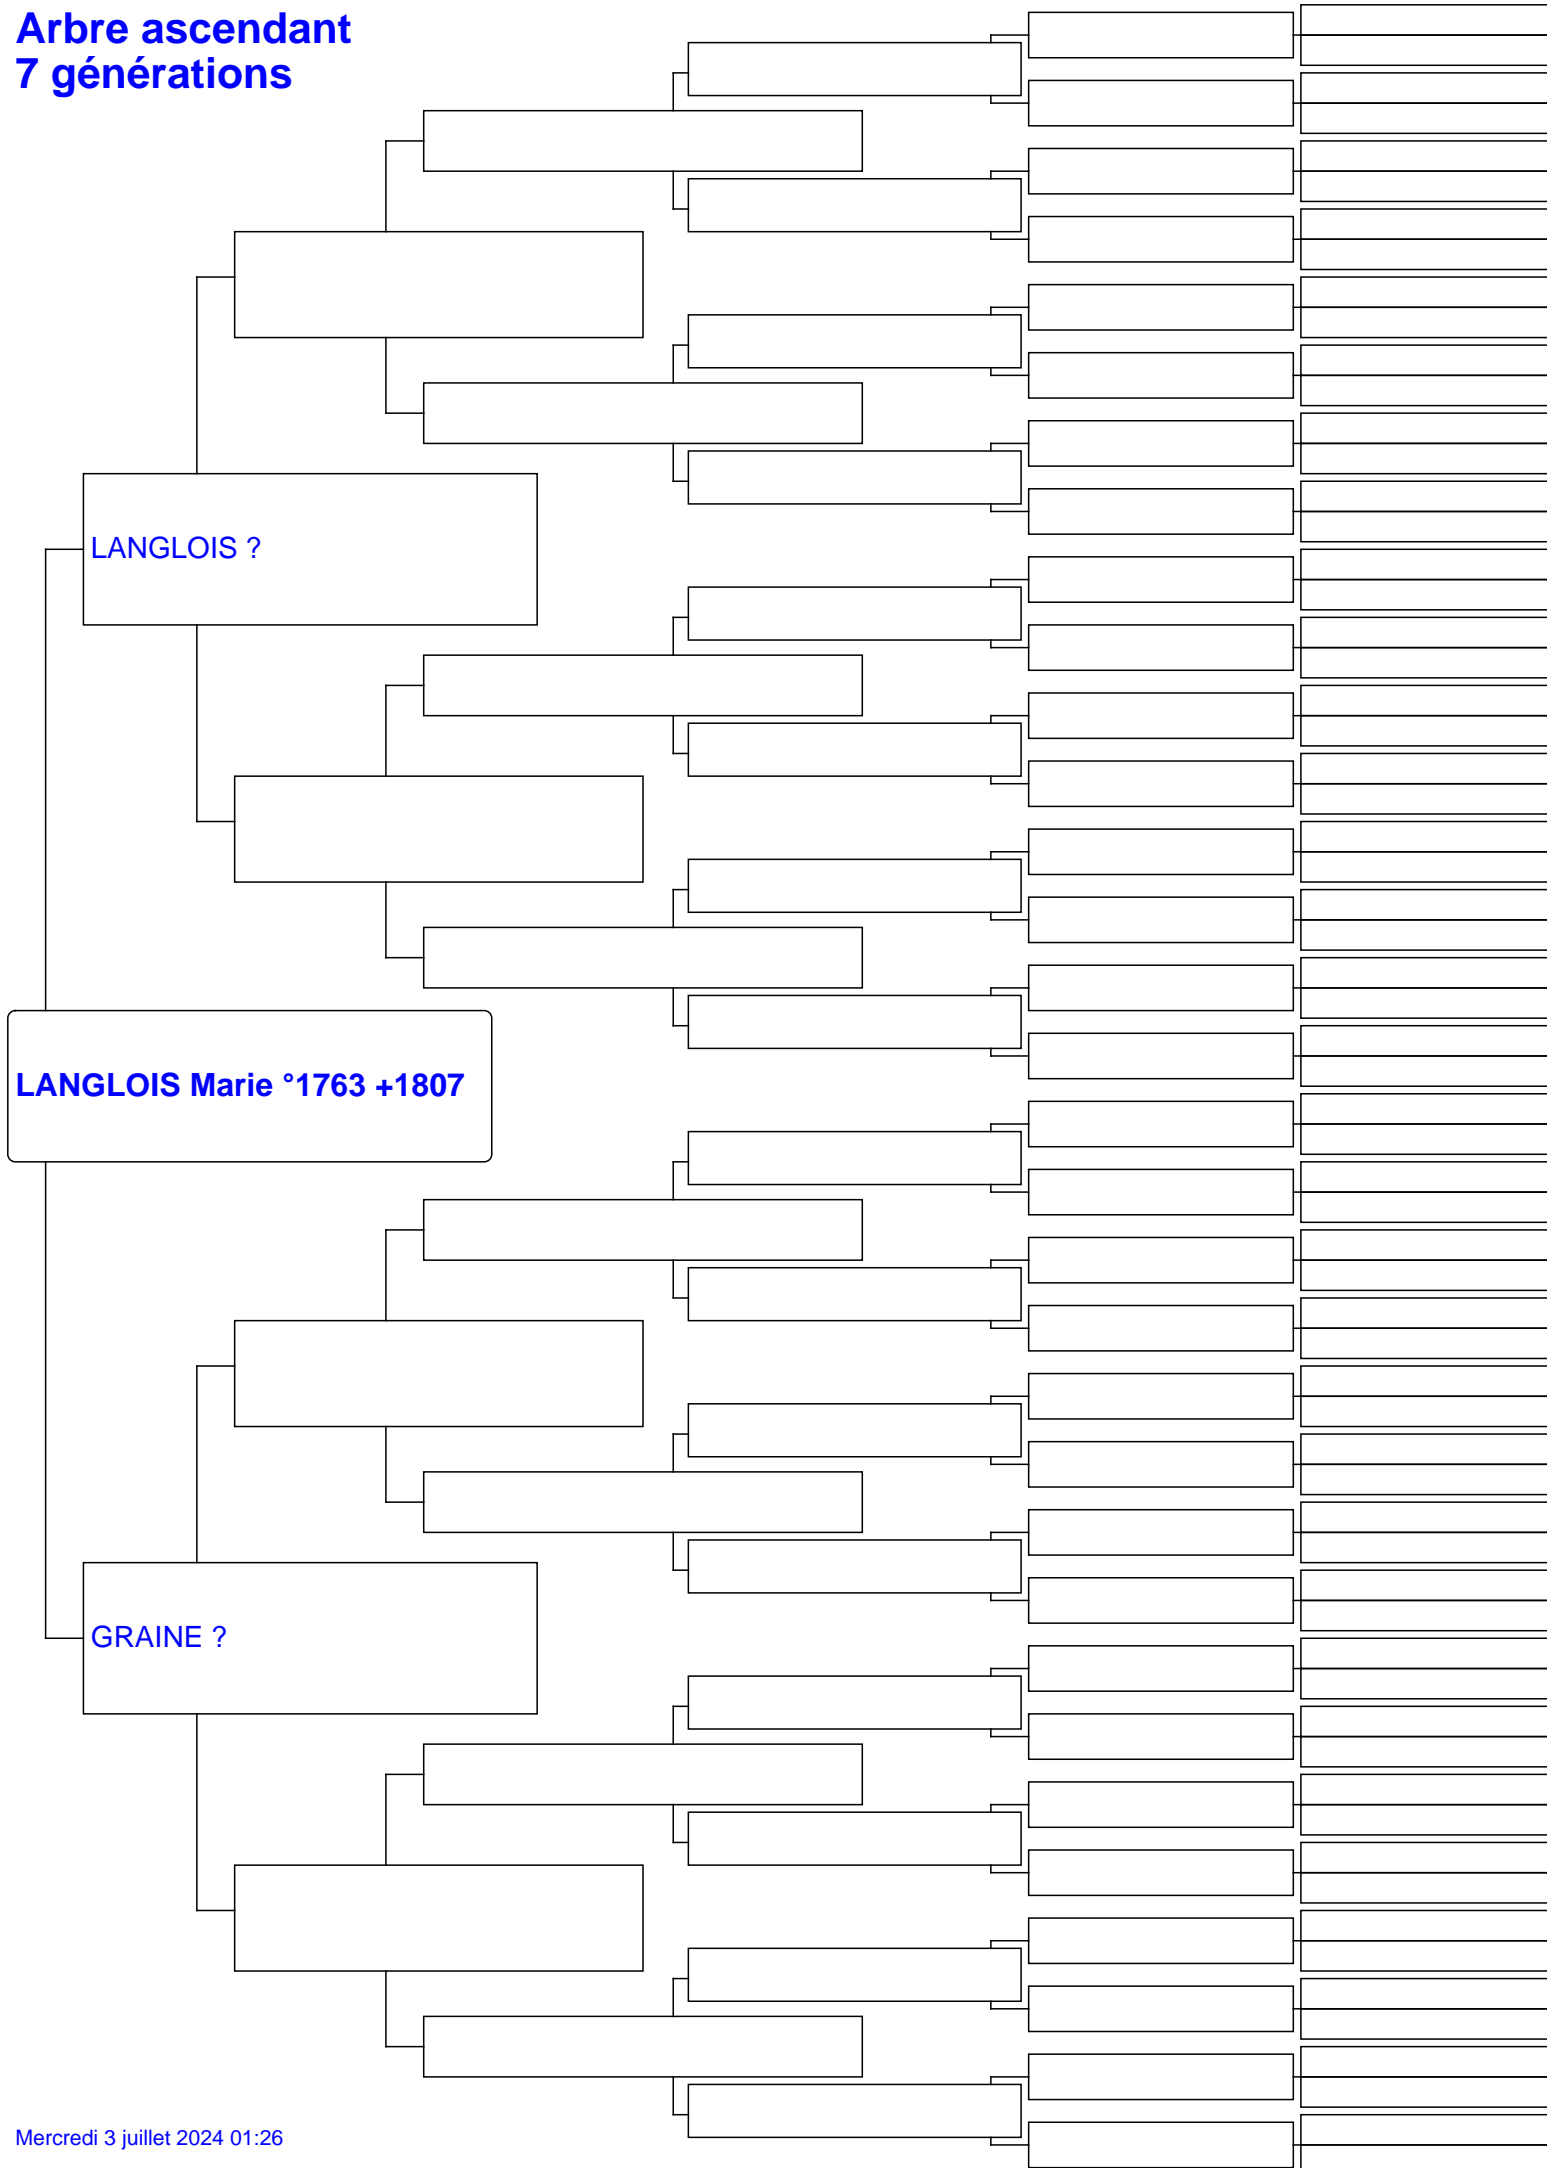 Arbre ascendant
7 générations
LANGLOIS ?
LANGLOIS Marie °1763 +1807
GRAINE ?
Mercredi 3 juillet 2024 01:26